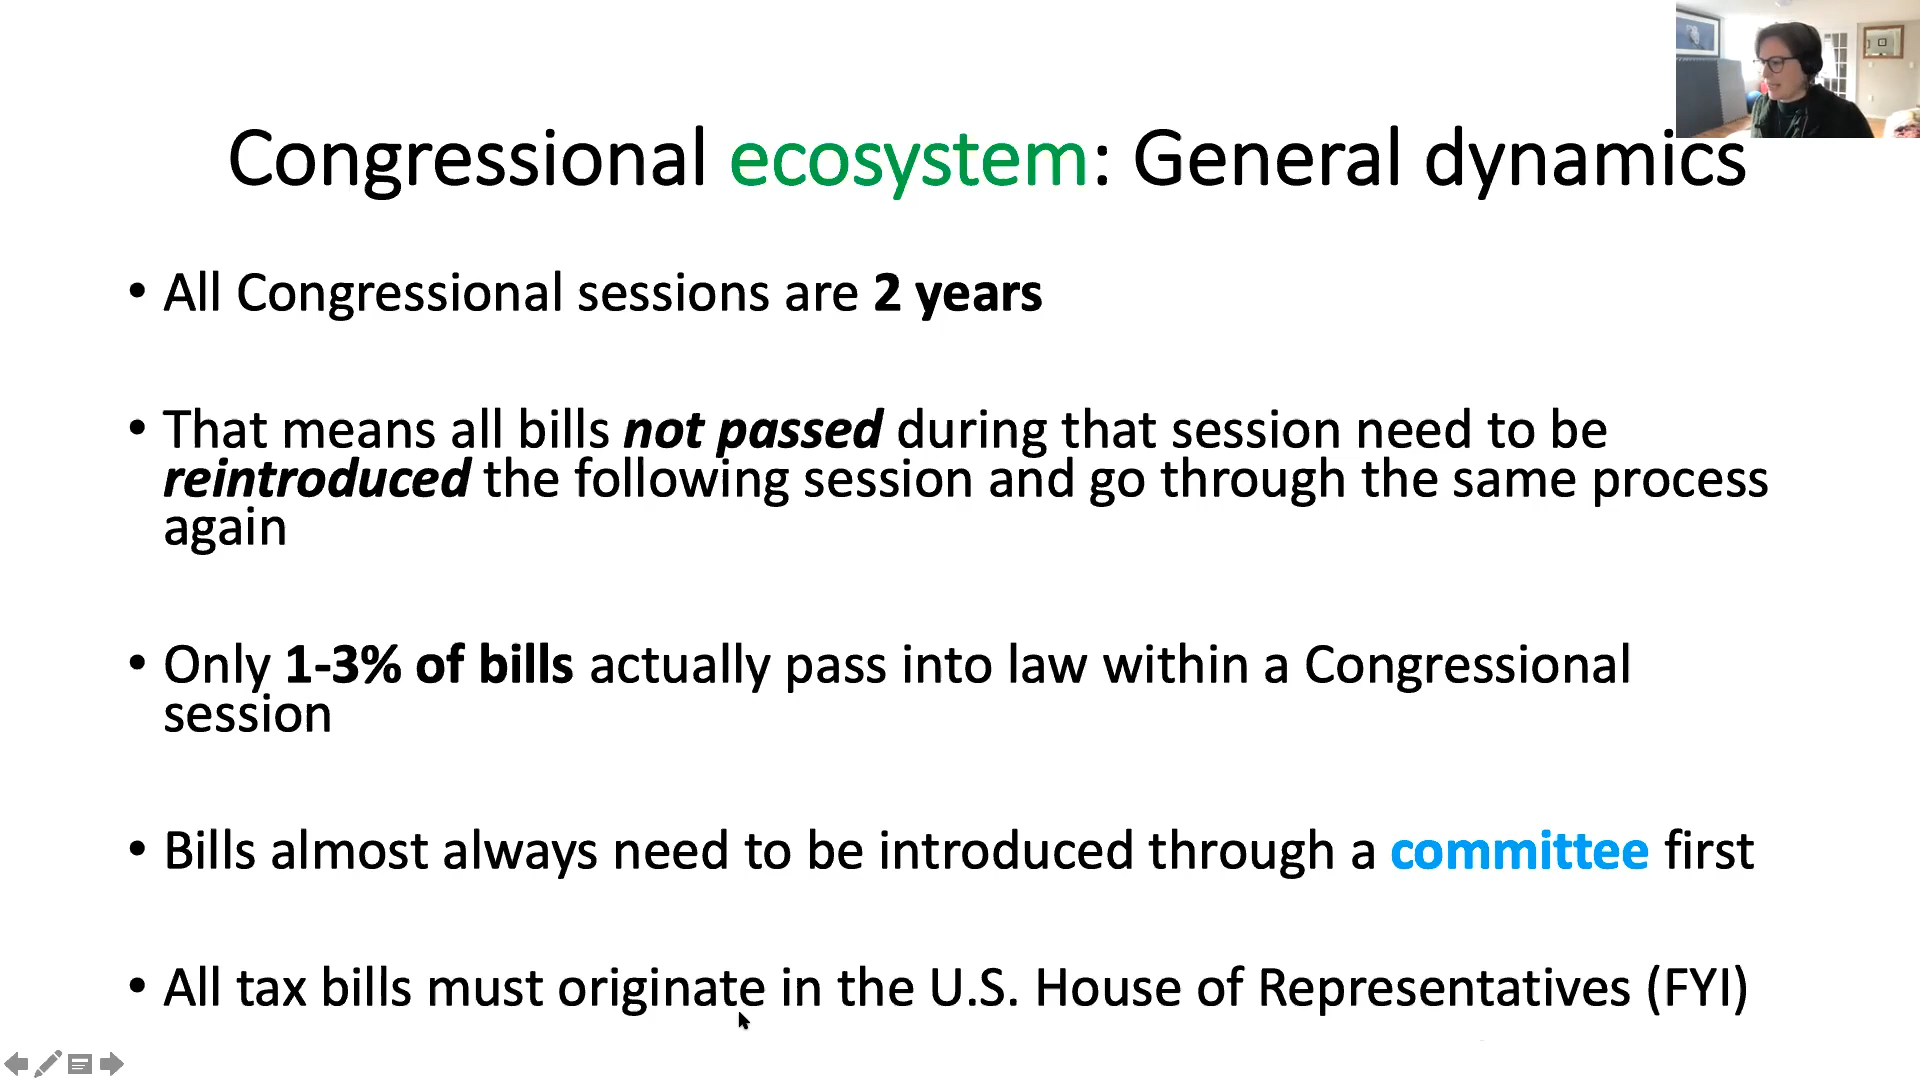 Congressional ecosystem: General dynamics
• All Congressional sessions are 2 years
• That means all bills not passed during that session need to be
reintroduced the following session and go through the same process
again
• Only 1-3% of bills actually pass into law within a Congressional
session
• Bills almost always need to be introduced through a committee first
• All tax bills must originate in the U.S. House of Representatives (FYI)